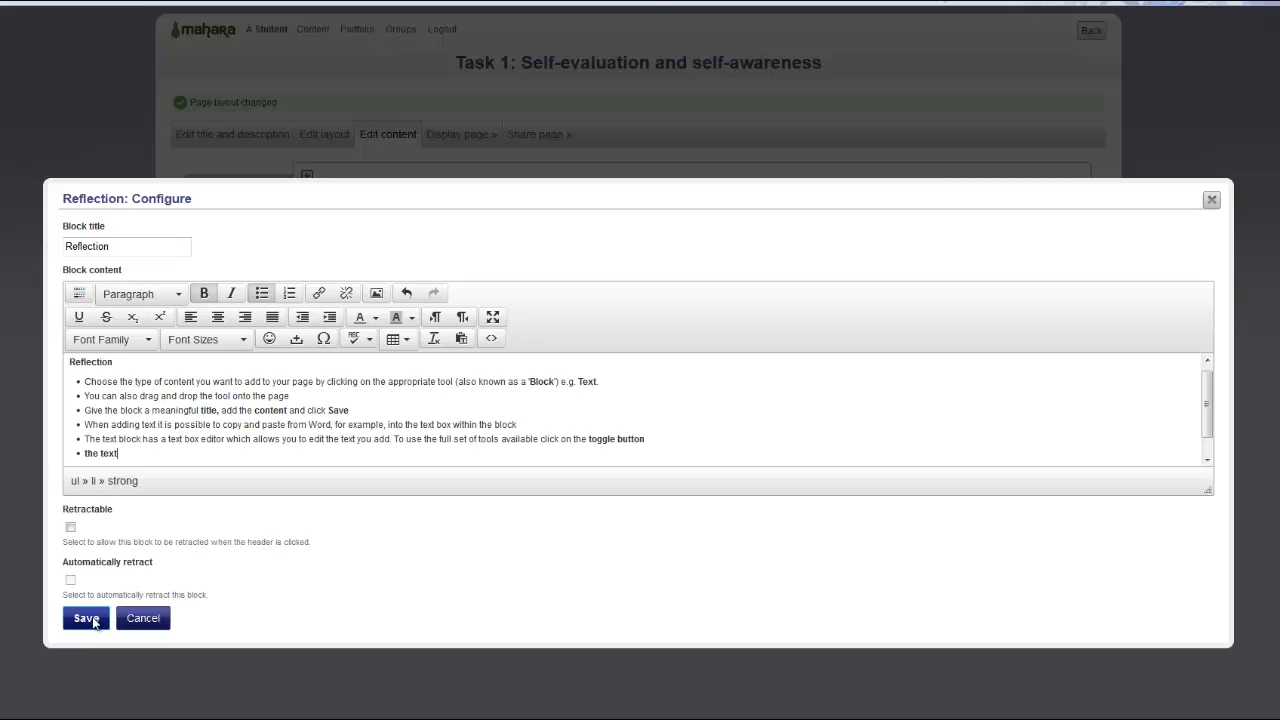 mahara A Student Content Portfolio Groups Logout Back
Task 1: Self-evaluation and self-awareness
Page layout changed
Edit title and description Edit layout Edit content Display page » Share page »
Reflection: Configure
Block title
Reflection
Block content
Paragraph
Font Family Font Sizes
Reflection
• Choose the type of content you want to add to your page by clicking on the appropriate tool (also known as a 'Block') e.g. Text.
• You can also drag and drop the tool onto the page
• Give the block a meaningful title, add the content and click Save
• When adding text it is possible to copy and paste from Word, for example, into the text box within the block
• The text block has a text box editor which allows you to edit the text you add. To use the full set of tools available click on the toggle button
• the text
ul » li » strong
Retractable
Select to allow this block to be retracted when the header is clicked.
Automatically retract
Select to automatically retract this block.
Save Cancel